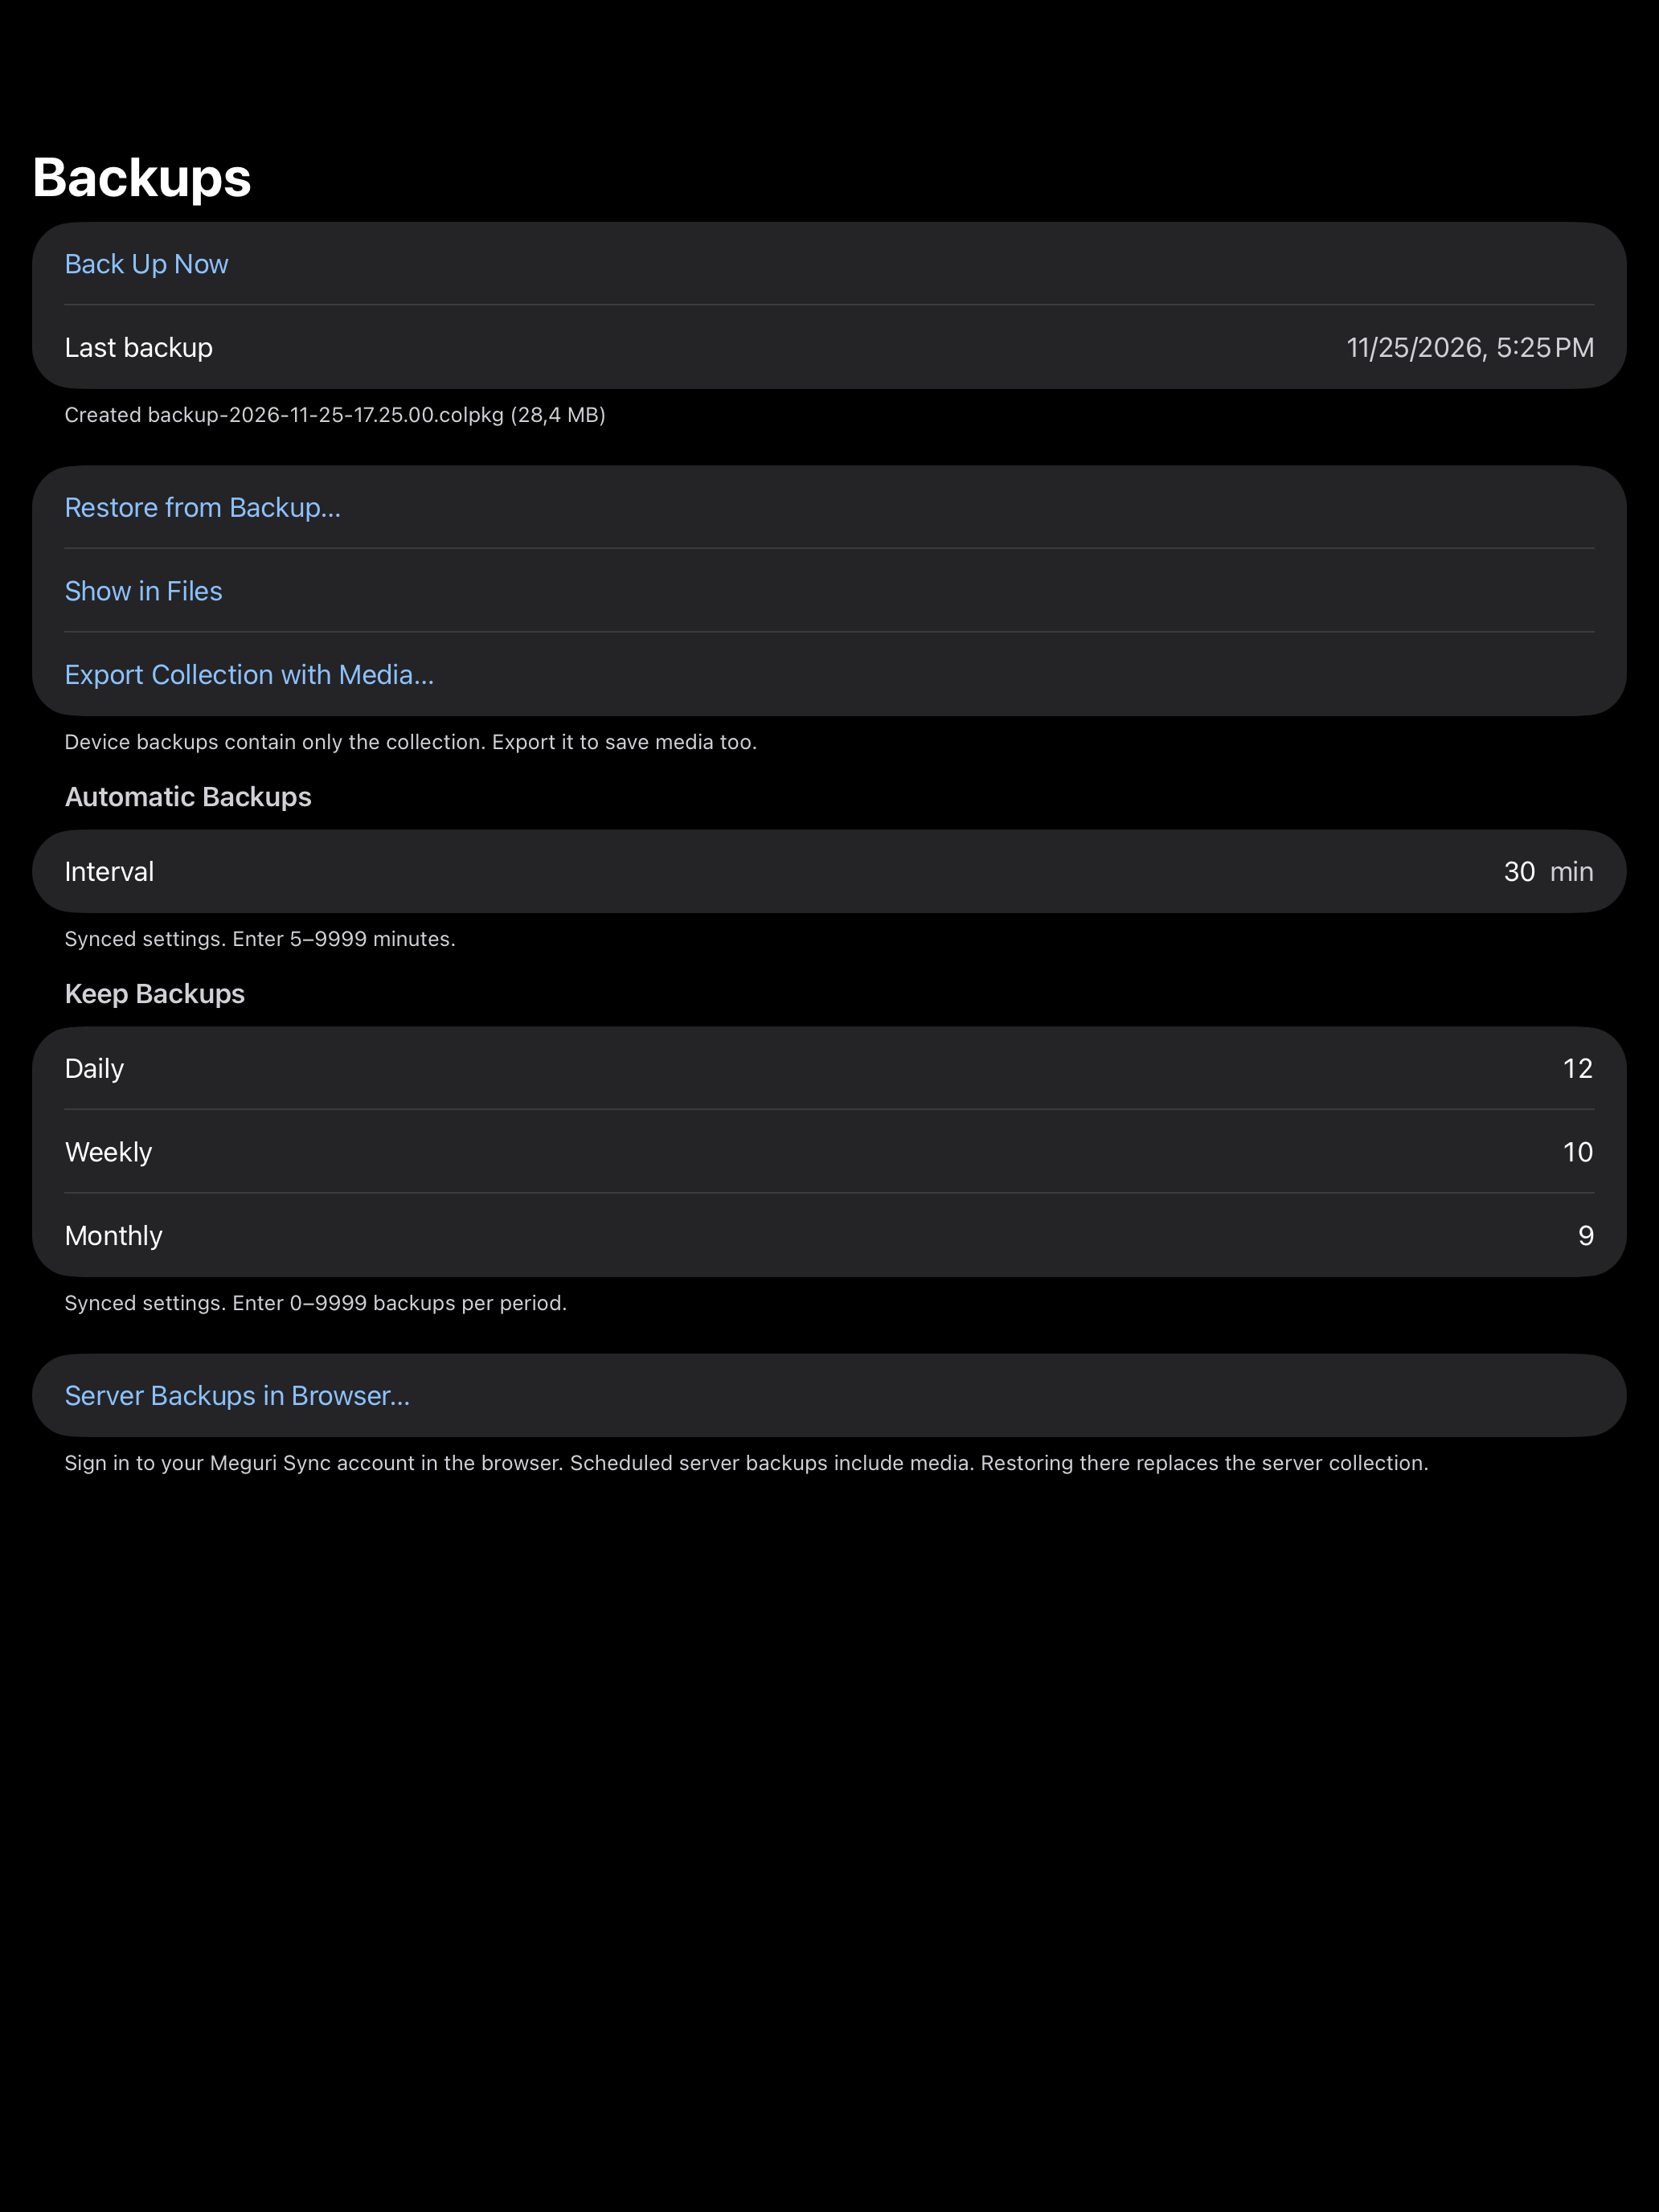 Backups
Back Up Now
Last backup 11/25/2026, 5:25 PM
Created backup-2026-11-25-17.25.00.colpkg (28,4 MB)
Restore from Backup...
Show in Files
Export Collection with Media...
Device backups contain only the collection. Export it to save media too.
Automatic Backups
Interval 30 min
Synced settings. Enter 5–9999 minutes.
Keep Backups
Daily 12
Weekly 10
Monthly 9
Synced settings. Enter 0–9999 backups per period.
Server Backups in Browser...
Sign in to your Meguri Sync account in the browser. Scheduled server backups include media. Restoring there replaces the server collection.